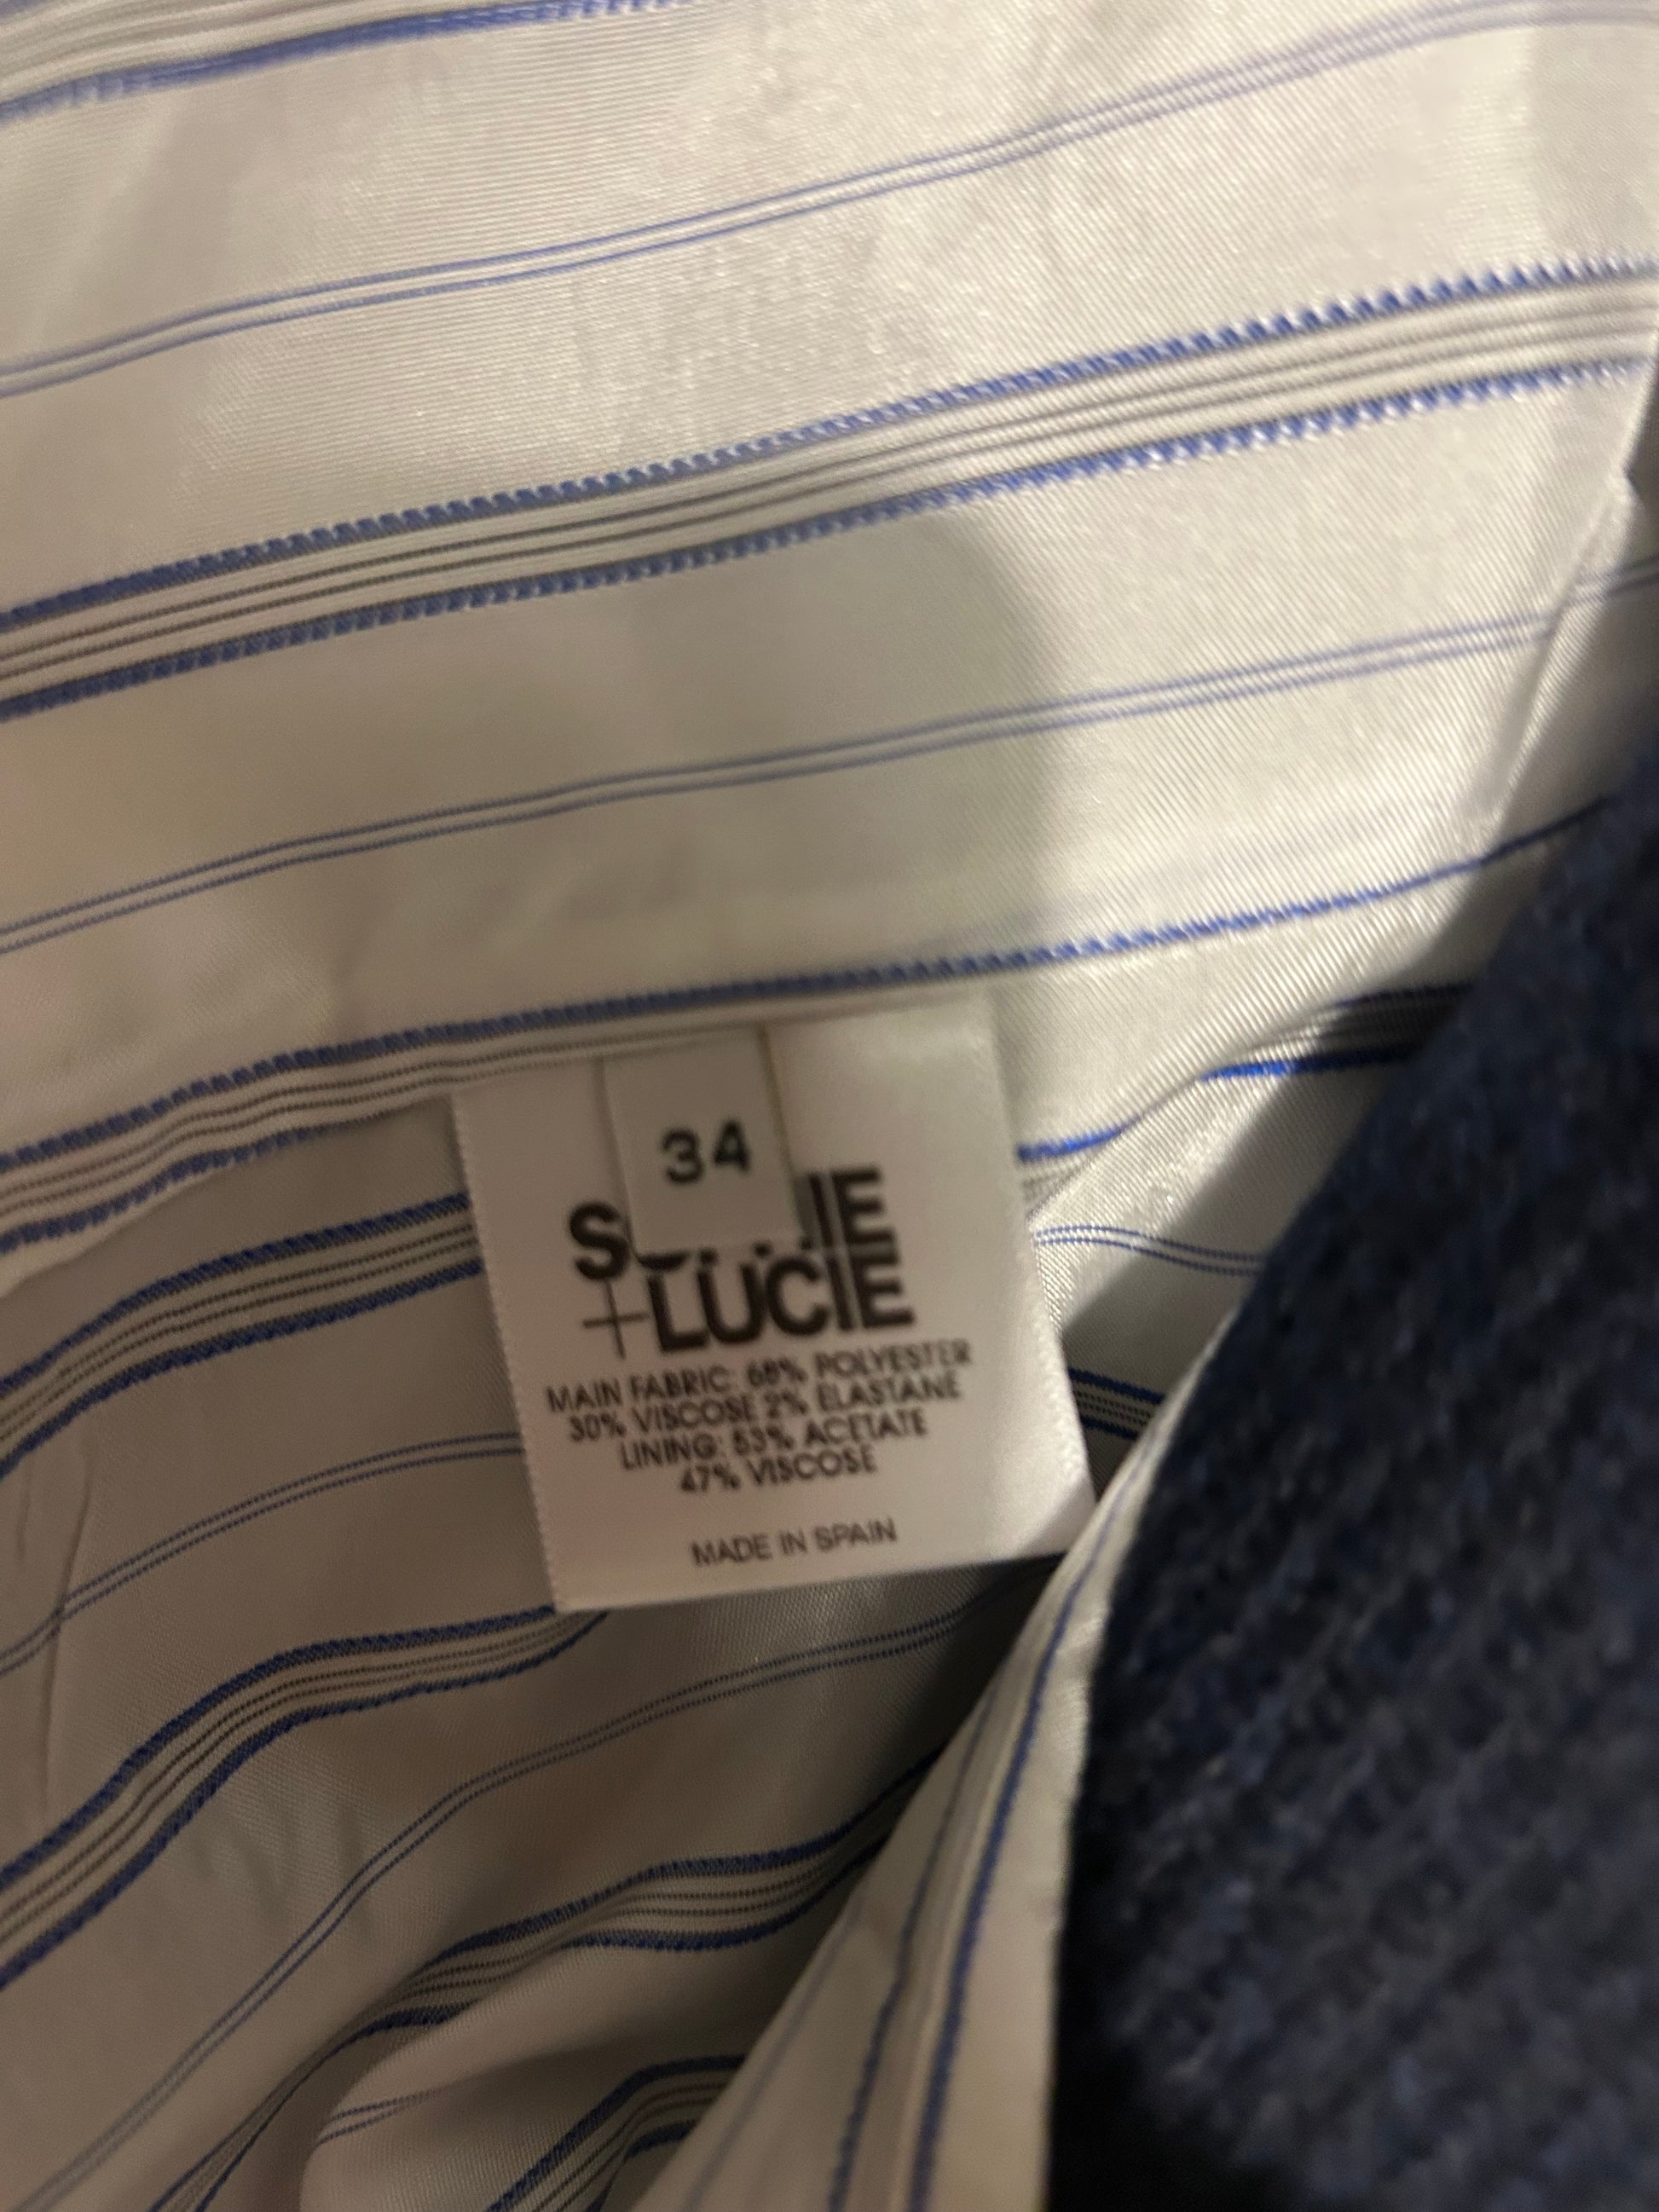 34
+LUCIE
MAIN FABRIC: 68% POLYESTER
30% VISCOSE 2% ELASTANE
LINING: 53% ACETATE
47% VISCOSE
MADE IN SPAIN